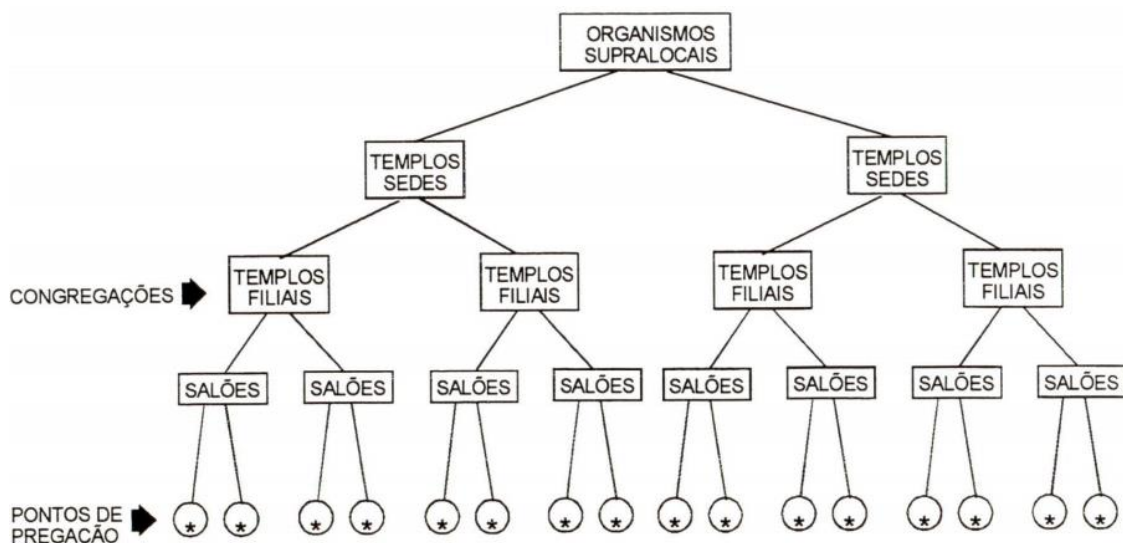 ORGANISMOS
SUPRALOCAIS
TEMPLOS
SEDES
TEMPLOS
SEDES
CONGREGAÇÕES
TEMPLOS
FILIAIS
TEMPLOS
FILIAIS
TEMPLOS
FILIAIS
TEMPLOS
FILIAIS
SALÕES
SALÕES
SALÕES
SALÕES
SALÕES
SALÕES
SALÕES
SALÕES
PONTOS DE
PREGAÇÃO
* * * * * * * * * * * * * * * *